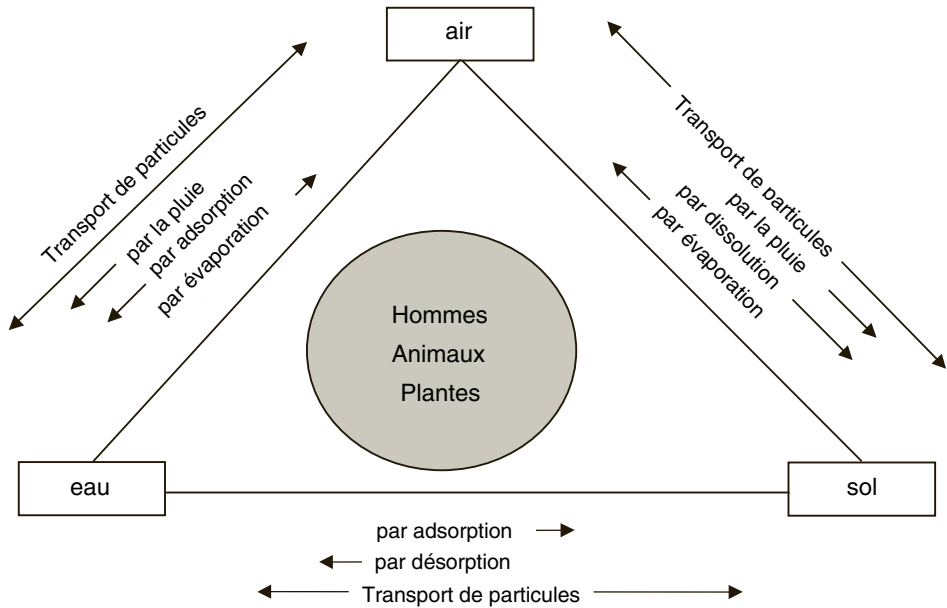 air
Transport de particules
par la pluie
par adsorption
par évaporation
Transport de particules
par la pluie
par dissolution
par évaporation
Hommes
Animaux
Plantes
eau
sol
par adsorption
par désorption
Transport de particules